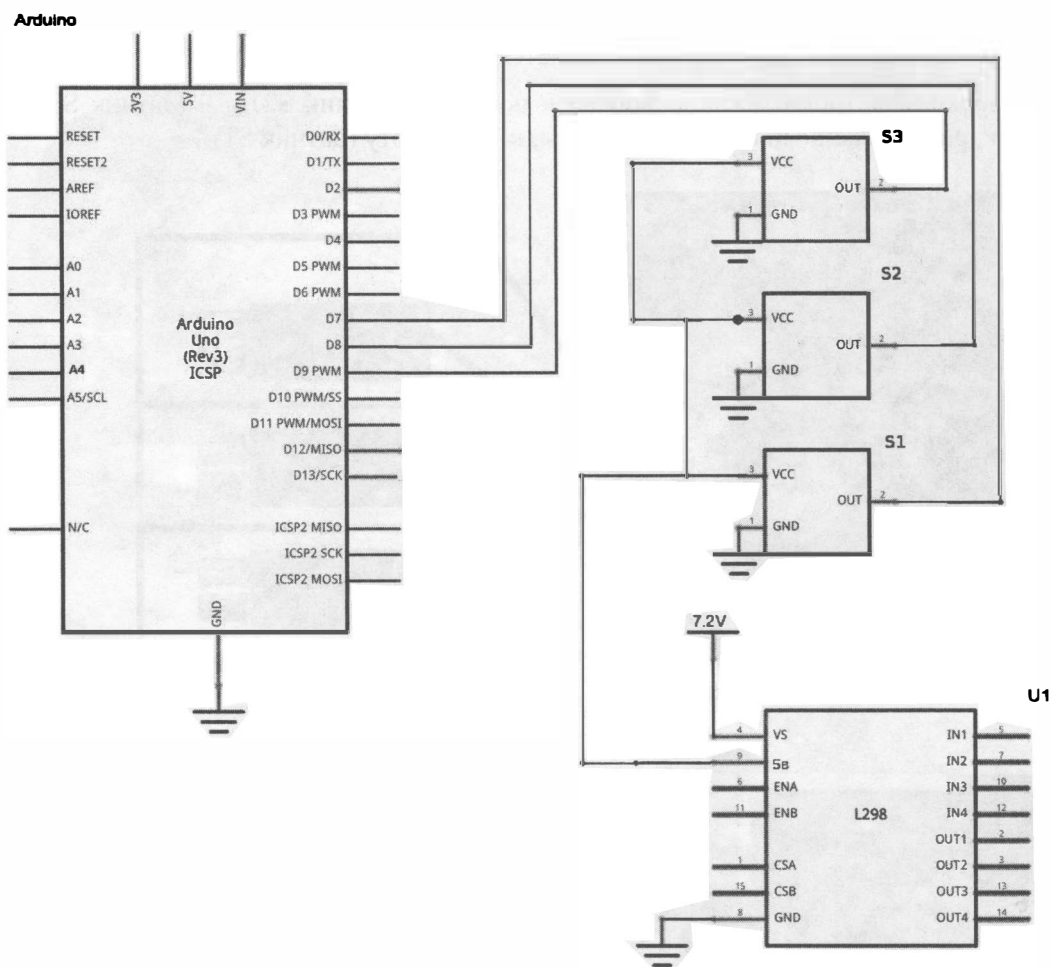 Arduino
3V3
5V
VIN
RESET
RESET2
AREF
IOREF
A0
A1
A2
A3
A4
A5/SCL
N/C
Arduino
Uno
(Rev3)
ICSP
D0/RX
D1/TX
D2
D3 PWM
D4
D5 PWM
D6 PWM
D7
D8
D9 PWM
D10 PWM/SS
D11 PWM/MOSI
D12/MISO
D13/SCK
ICSP2 MISO
ICSP2 SCK
ICSP2 MOSI
GND
S3
3 VCC
OUT 2
1 GND
S2
3 VCC
OUT 2
1 GND
S1
3 VCC
OUT 2
1 GND
7.2V
U1
4 VS
9 5в
6 ENA
11 ENB
1 CSA
15 CSB
8 GND
L298
IN1 5
IN2 7
IN3 10
IN4 12
OUT1 2
OUT2 3
OUT3 13
OUT4 14